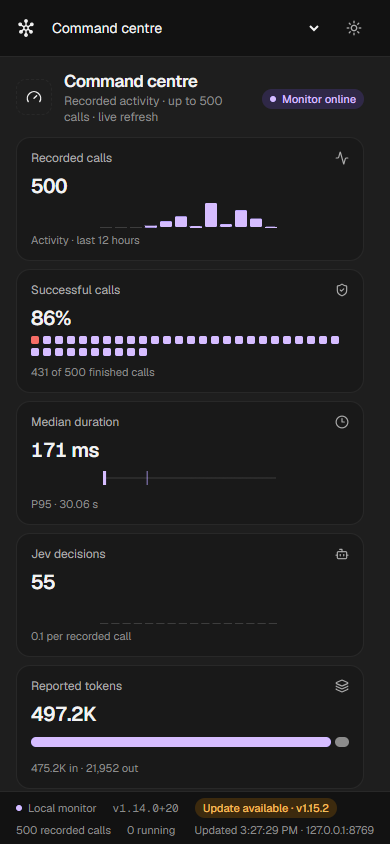 Command centre
Command centre
Recorded activity · up to 500
calls · live refresh
Monitor online
Recorded calls
500
Activity · last 12 hours
Successful calls
86%
431 of 500 finished calls
Median duration
171 ms
P95 · 30.06 s
Jev decisions
55
0.1 per recorded call
Reported tokens
497.2K
475.2K in · 21,952 out
Local monitor v1.14.0+20 Update available · v1.15.2
500 recorded calls 0 running Updated 3:27:29 PM · 127.0.0.1:8769